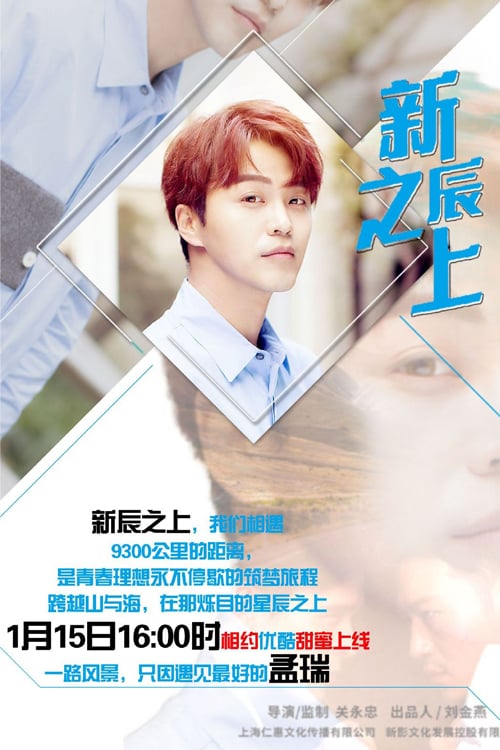 新辰之上
新辰之上，我们相遇
9300公里的距离，
是青春理想永不停歇的筑梦旅程
跨越山与海，在那烁目的星辰之上
1月15日16:00时相约优酷甜蜜上线
一路风景，只因遇见最好的孟瑞
导演/监制 关永忠 出品人/刘金燕
上海仁惠文化传播有限公司 新影文化发展控股有限